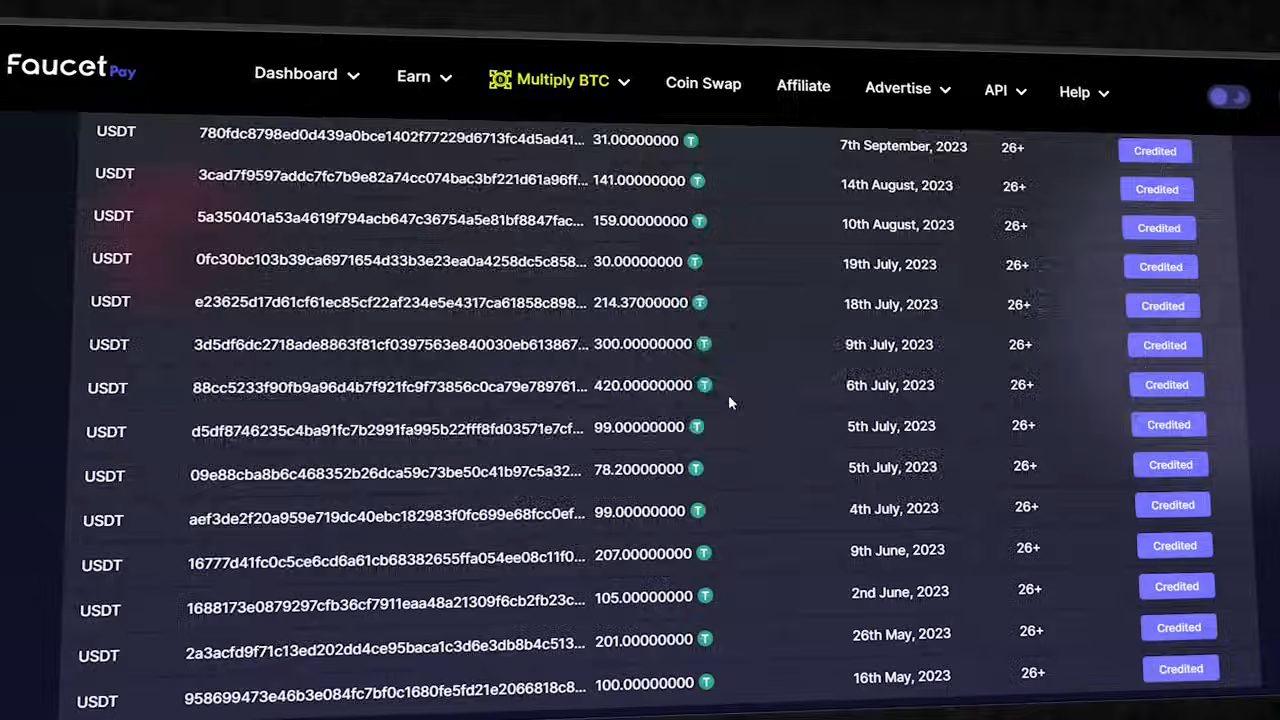 FaucetPay Dashboard Earn Multiply BTC Coin Swap Affiliate Advertise API Help
USDT 780fdc8798ed0d439a0bce1402f77229d6713fc4d5ad41... 31.00000000 7th September, 2023 26+ Credited
USDT 3cad7f9597addc7fc7b9e82a74cc074bac3bf221d61a96ff... 141.00000000 14th August, 2023 26+ Credited
USDT 5a350401a53a4619f794acb647c36754a5e81bf8847fac... 159.00000000 10th August, 2023 26+ Credited
USDT 0fc30bc103b39ca6971654d33b3e23ea0a4258dc5c858... 30.00000000 19th July, 2023 26+ Credited
USDT e23625d17d61cf61ec85cf22af234e5e4317ca61858c898... 214.37000000 18th July, 2023 26+ Credited
USDT 3d5df6dc2718ade8863f81cf0397563e840030eb613867... 300.00000000 9th July, 2023 26+ Credited
USDT 88cc5233f90fb9a96d4b7f921fc9f73856c0ca79e789761... 420.00000000 6th July, 2023 26+ Credited
USDT d5df8746235c4ba91fc7b2991fa995b22fff8fd03571e7cf... 99.00000000 5th July, 2023 26+ Credited
USDT 09e88cba8b6c468352b26dca59c73be50c41b97c5a32... 78.20000000 5th July, 2023 26+ Credited
USDT aef3de2f20a959e719dc40ebc182983f0fc699e68fcc0ef... 99.00000000 4th July, 2023 26+ Credited
USDT 16777d41fc0c5ce6cd6a61cb68382655ffa054ee08c11f0... 207.00000000 9th June, 2023 26+ Credited
USDT 1688173e0879297cfb36cf7911eaa48a21309f6cb2fb23c... 105.00000000 2nd June, 2023 26+ Credited
USDT 2a3acfd9f71c13ed202dd4ce95baca1c3d6e3db8b4c513... 201.00000000 26th May, 2023 26+ Credited
USDT 958699473e46b3e084fc7bf0c1680fe5fd21e2066818c8... 100.00000000 16th May, 2023 26+ Credited